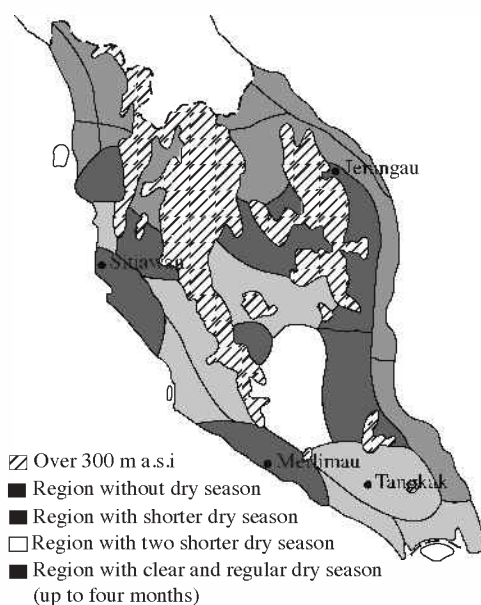 Jerangau
Sitiawan
Merlimau
Tangkak
Over 300 m a.s.i
Region without dry season
Region with shorter dry season
Region with two shorter dry season
Region with clear and regular dry season
(up to four months)